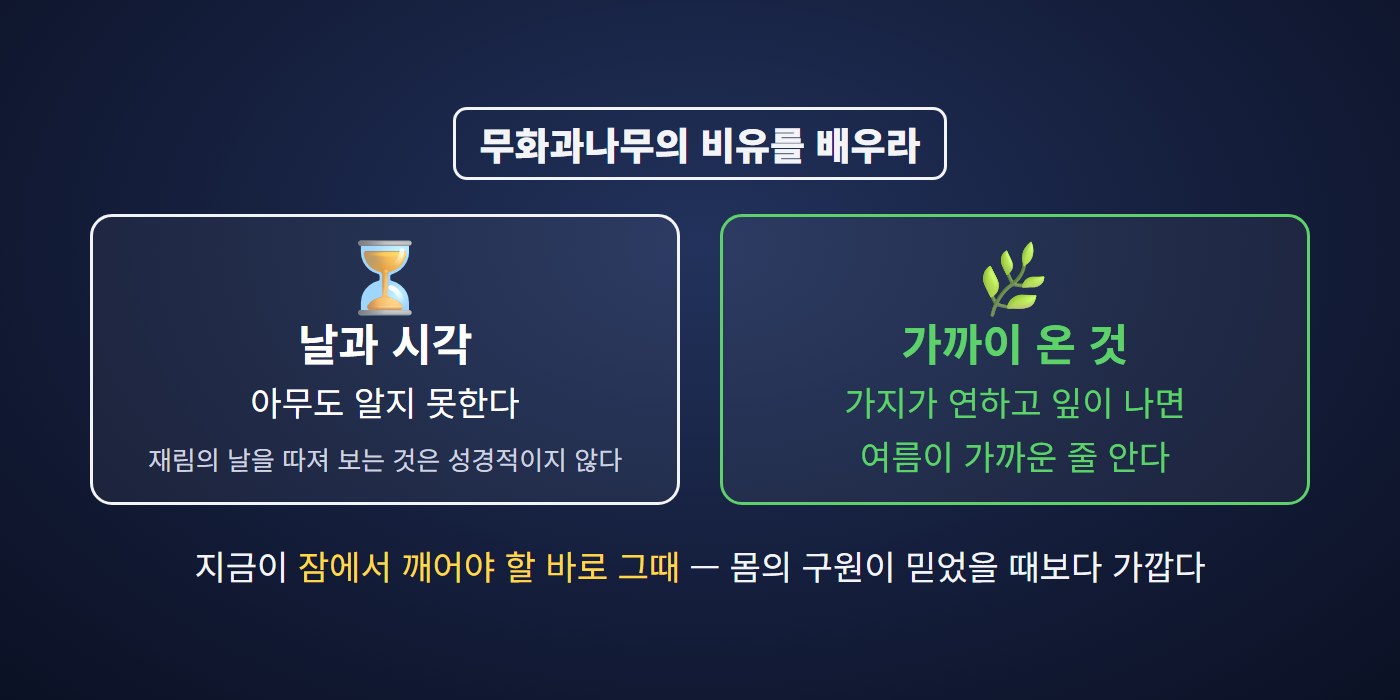 무화과나무의 비유를 배우라
날과 시각
아무도 알지 못한다
재림의 날을 따져 보는 것은 성경적이지 않다
가까이 온 것
가지가 연하고 잎이 나면
여름이 가까운 줄 안다
지금이 잠에서 깨어야 할 바로 그때 — 몸의 구원이 믿었을 때보다 가깝다